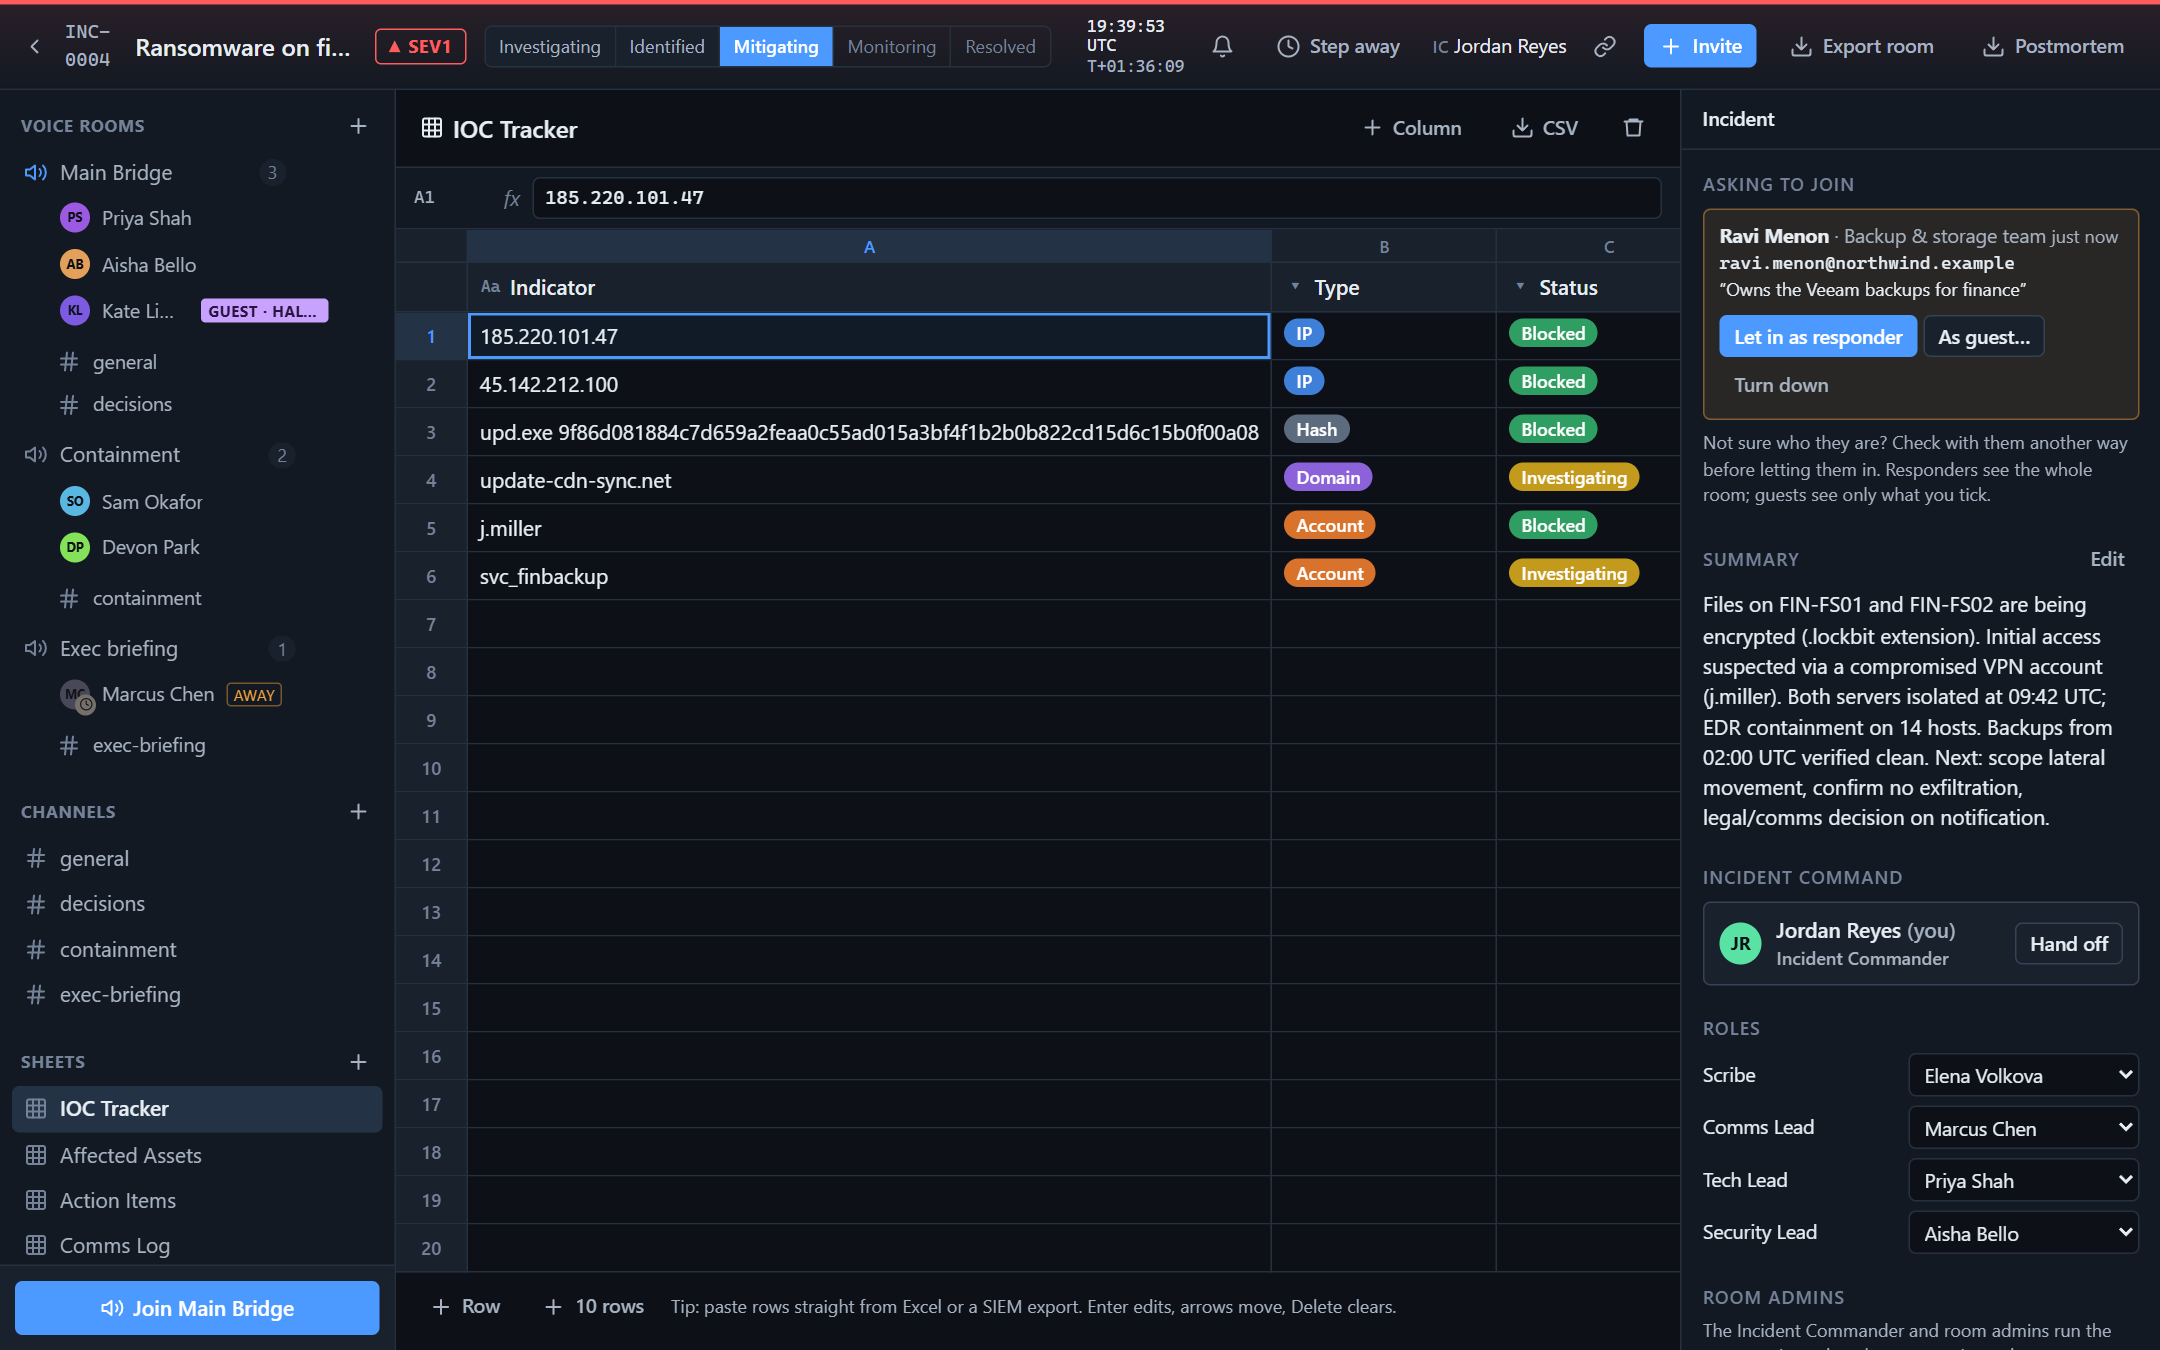 INC-0004
Ransomware on fi...
SEV1
Investigating
Identified
Mitigating
Monitoring
Resolved
19:39:53 UTC
T+01:36:09
Step away
IC Jordan Reyes
Invite
Export room
Postmortem
VOICE ROOMS
Main Bridge
3
PS Priya Shah
AB Aisha Bello
KL Kate Li...
GUEST · HAL...
# general
# decisions
Containment
2
SO Sam Okafor
DP Devon Park
# containment
Exec briefing
1
MC Marcus Chen
AWAY
# exec-briefing
CHANNELS
# general
# decisions
# containment
# exec-briefing
SHEETS
IOC Tracker
Affected Assets
Action Items
Comms Log
Join Main Bridge
IOC Tracker
+ Column
CSV
A1
fx
185.220.101.47
A B C
Aa Indicator Type Status
1 185.220.101.47 IP Blocked
2 45.142.212.100 IP Blocked
3 upd.exe 9f86d081884c7d659a2feaa0c55ad015a3bf4f1b2b0b822cd15d6c15b0f00a08 Hash Blocked
4 update-cdn-sync.net Domain Investigating
5 j.miller Account Blocked
6 svc_finbackup Account Investigating
7
8
9
10
11
12
13
14
15
16
17
18
19
20
+ Row
+ 10 rows
Tip: paste rows straight from Excel or a SIEM export. Enter edits, arrows move, Delete clears.
Incident
ASKING TO JOIN
Ravi Menon · Backup & storage team just now
ravi.menon@northwind.example
“Owns the Veeam backups for finance”
Let in as responder
As guest...
Turn down
Not sure who they are? Check with them another way
before letting them in. Responders see the whole
room; guests see only what you tick.
SUMMARY
Edit
Files on FIN-FS01 and FIN-FS02 are being
encrypted (.lockbit extension). Initial access
suspected via a compromised VPN account
(j.miller). Both servers isolated at 09:42 UTC;
EDR containment on 14 hosts. Backups from
02:00 UTC verified clean. Next: scope lateral
movement, confirm no exfiltration,
legal/comms decision on notification.
INCIDENT COMMAND
JR
Jordan Reyes (you)
Incident Commander
Hand off
ROLES
Scribe
Elena Volkova
Comms Lead
Marcus Chen
Tech Lead
Priya Shah
Security Lead
Aisha Bello
ROOM ADMINS
The Incident Commander and room admins run the